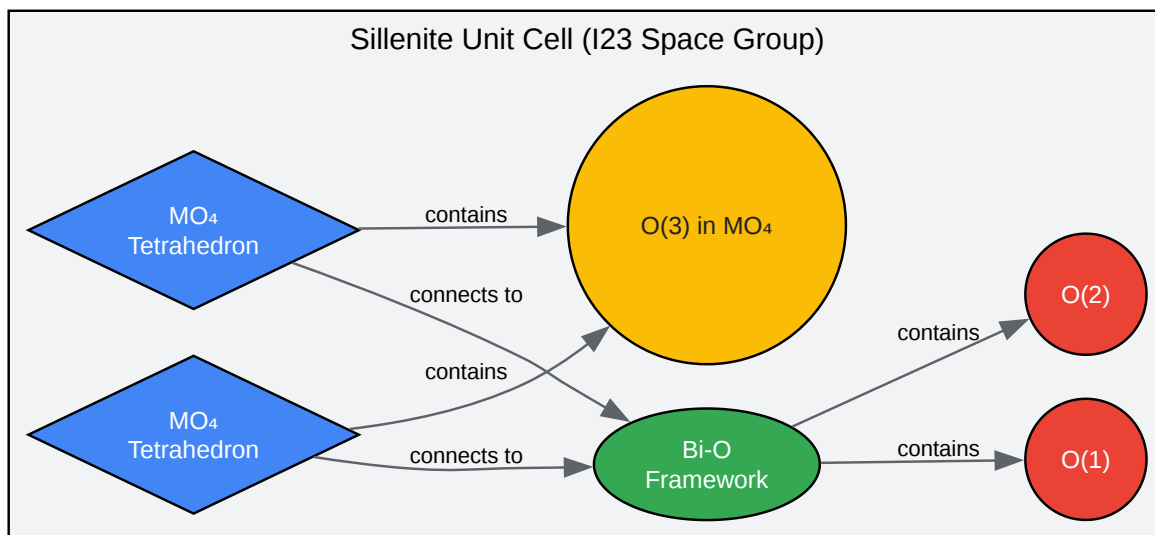 Sillenite Unit Cell (I23 Space Group)
MO₄
Tetrahedron
contains
O(3) in MO₄
connects to
O(2)
contains
contains
MO₄
Tetrahedron
connects to
Bi-O
Framework
contains
O(1)